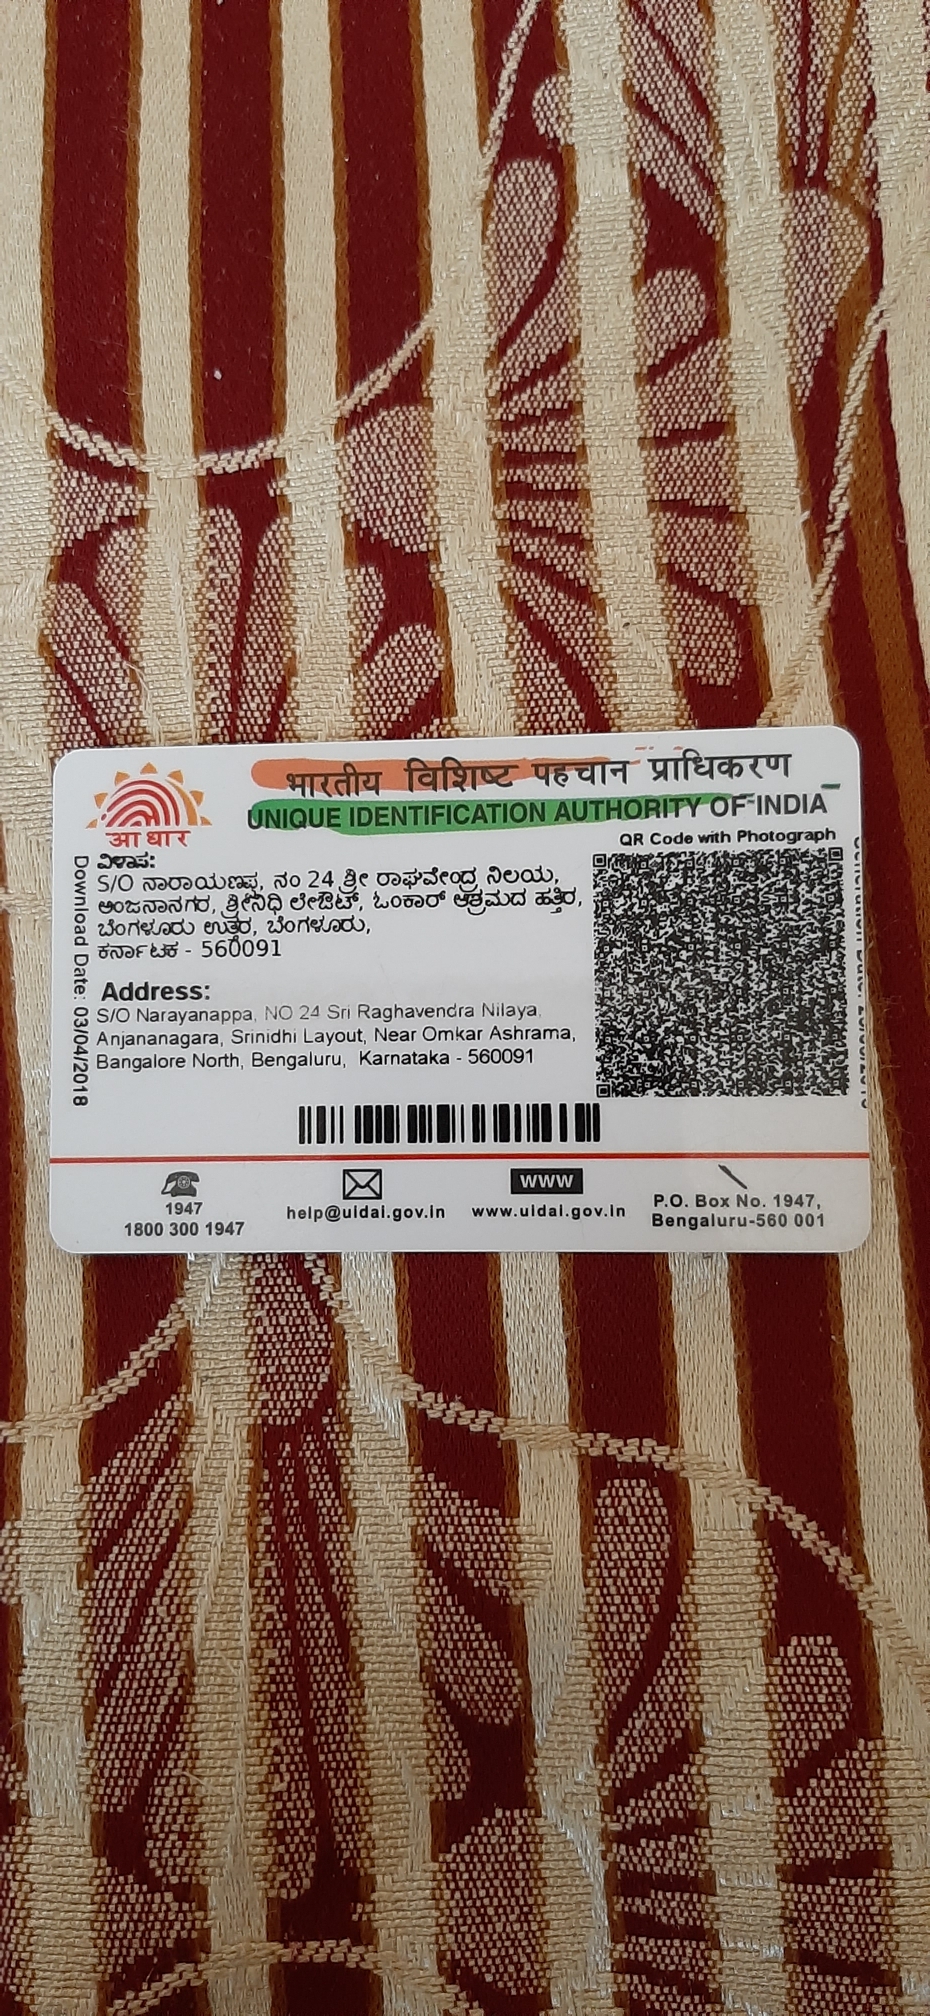 भारतीय विशिष्ट पहचान प्राधिकरण
UNIQUE IDENTIFICATION AUTHORITY OF INDIA
आधार
QR Code with Photograph
ವಿಳಾಸ:
S/O ನಾರಾಯಣಪ್ಪ, ನಂ 24 ಶ್ರೀ ರಾಘವೇಂದ್ರ ನಿಲಯ,
ಅಂಜನಾನಗರ, ಶ್ರೀನಿಧಿ ಲೇಔಟ್, ಓಂಕಾರ್ ಆಶ್ರಮದ ಹತ್ತಿರ,
ಬೆಂಗಳೂರು ಉತ್ತರ, ಬೆಂಗಳೂರು,
ಕರ್ನಾಟಕ - 560091
Address:
S/O Narayanappa, NO 24 Sri Raghavendra Nilaya,
Anjananagara, Srinidhi Layout, Near Omkar Ashrama,
Bangalore North, Bengaluru, Karnataka - 560091
Download Date: 03/04/2018
1947
1800 300 1947
help@uidai.gov.in
www
www.uidai.gov.in
P.O. Box No. 1947,
Bengaluru-560 001